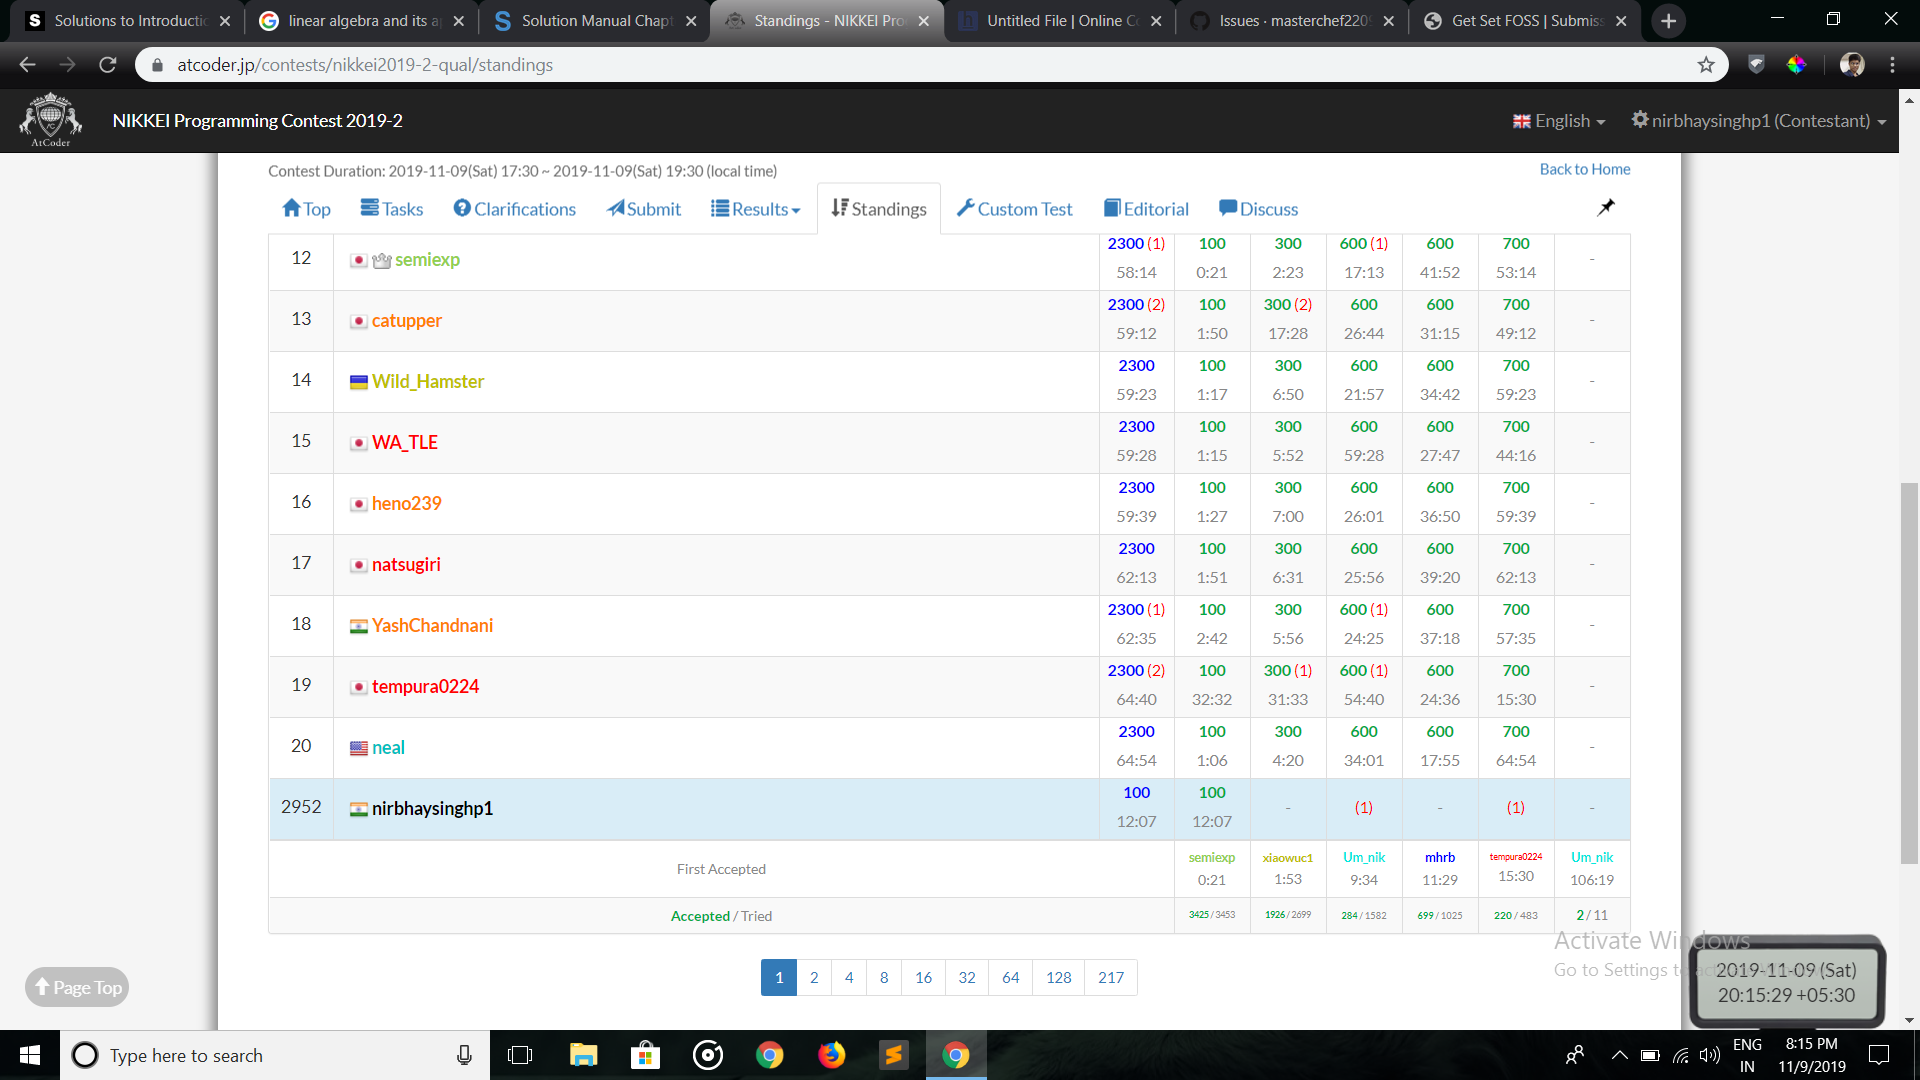 Solutions to Introductic
linear algebra and its a
Solution Manual Chapt
Standings - NIKKEI Pro
Untitled File | Online C
Issues · masterchef220
Get Set FOSS | Submiss
atcoder.jp/contests/nikkei2019-2-qual/standings
AtCoder
NIKKEI Programming Contest 2019-2
English
nirbhaysinghp1 (Contestant)
Contest Duration: 2019-11-09(Sat) 17:30 ~ 2019-11-09(Sat) 19:30 (local time)
Back to Home
Top Tasks Clarifications Submit Results Standings Custom Test Editorial Discuss
12 semiexp 2300 (1) 100 300 600 (1) 600 700 -
58:14 0:21 2:23 17:13 41:52 53:14
13 catupper 2300 (2) 100 300 (2) 600 600 700 -
59:12 1:50 17:28 26:44 31:15 49:12
14 Wild_Hamster 2300 100 300 600 600 700 -
59:23 1:17 6:50 21:57 34:42 59:23
15 WA_TLE 2300 100 300 600 600 700 -
59:28 1:15 5:52 59:28 27:47 44:16
16 heno239 2300 100 300 600 600 700 -
59:39 1:27 7:00 26:01 36:50 59:39
17 natsugiri 2300 100 300 600 600 700 -
62:13 1:51 6:31 25:56 39:20 62:13
18 YashChandnani 2300 (1) 100 300 600 (1) 600 700 -
62:35 2:42 5:56 24:25 37:18 57:35
19 tempura0224 2300 (2) 100 300 (1) 600 (1) 600 700 -
64:40 32:32 31:33 54:40 24:36 15:30
20 neal 2300 100 300 600 600 700 -
64:54 1:06 4:20 34:01 17:55 64:54
2952 nirbhaysinghp1 100 100 - (1) - (1) -
12:07 12:07
First Accepted semiexp xiaowuc1 Um_nik mhrb tempura0224 Um_nik
0:21 1:53 9:34 11:29 15:30 106:19
Accepted / Tried 3425 / 3453 1926 / 2699 284 / 1582 699 / 1025 220 / 483 2 / 11
1 2 4 8 16 32 64 128 217
Page Top
Activate Windows
Go to Settings to
2019-11-09 (Sat)
20:15:29 +05:30
Type here to search
ENG
IN
8:15 PM
11/9/2019